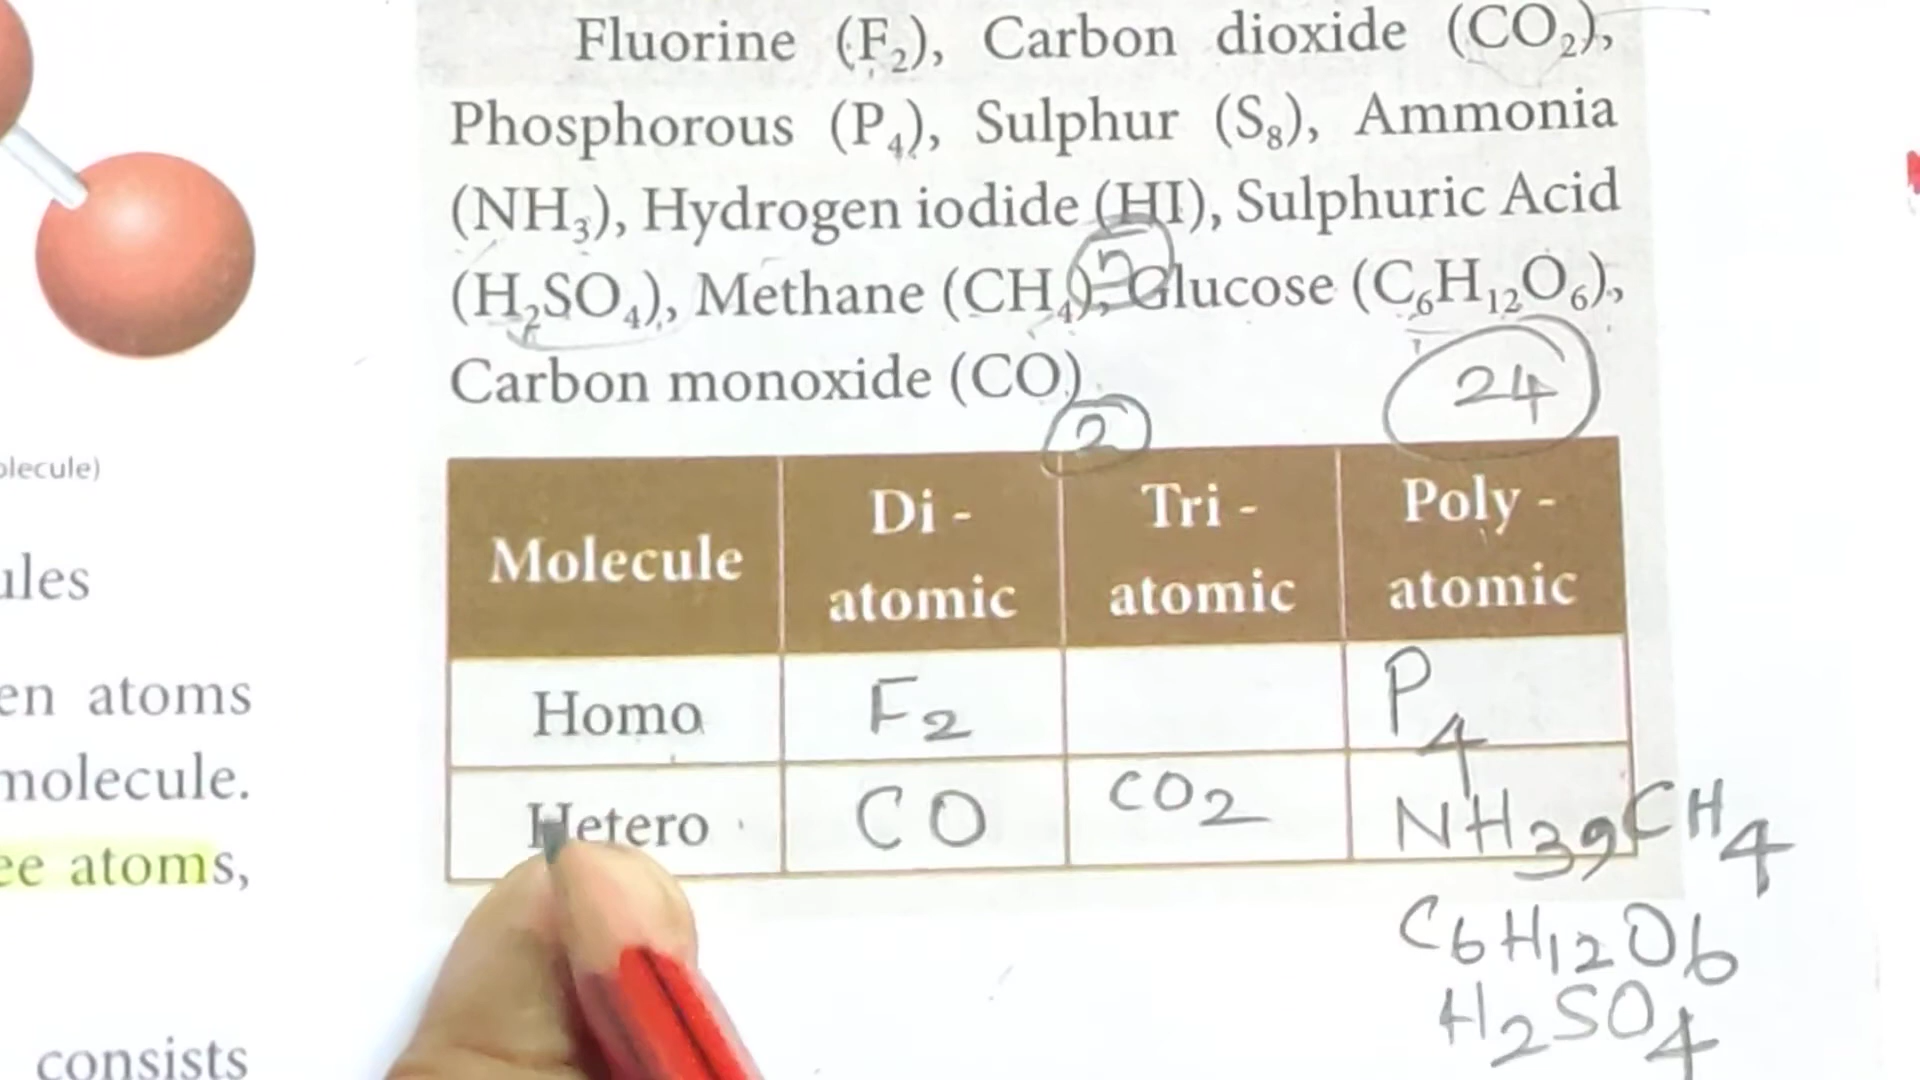 Fluorine (F₂), Carbon dioxide (CO₂),
Phosphorous (P₄), Sulphur (S₈), Ammonia
(NH₃), Hydrogen iodide (HI), Sulphuric Acid
(H₂SO₄), Methane (CH₄), Glucose (C₆H₁₂O₆),
Carbon monoxide (CO)
24
2
Molecule Di - atomic Tri - atomic Poly - atomic
Homo F₂ P₄
Hetero CO CO₂ NH₃, CH₄
C₆H₁₂O₆
H₂SO₄
olecule)
ules
en atoms
molecule.
ee atoms,
consists